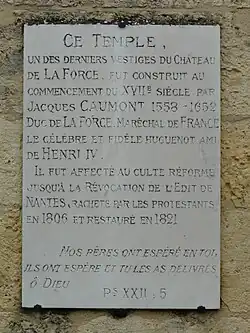 CE TEMPLE,
UN DES DERNIERS VESTIGES DU CHÂTEAU
DE LA FORCE, FUT CONSTRUIT AU
COMMENCEMENT DU XVIIe SIÈCLE PAR
JACQUES CAUMONT 1558-1652
DUC DE LA FORCE, MARÉCHAL DE FRANCE
LE CÉLÈBRE ET FIDÈLE HUGUENOT AMI
DE HENRI IV.
IL FUT AFFECTÉ AU CULTE RÉFORMÉ
JUSQU'À LA RÉVOCATION DE L'EDIT DE
NANTES, RACHETÉ PAR LES PROTESTANTS
EN 1806 ET RESTAURÉ EN 1821
NOS PÈRES ONT ESPÉRÉ EN TOI,
ILS ONT ESPÉRÉ ET TU LES AS DÉLIVRÉS
Ô DIEU
PS XXII, 5